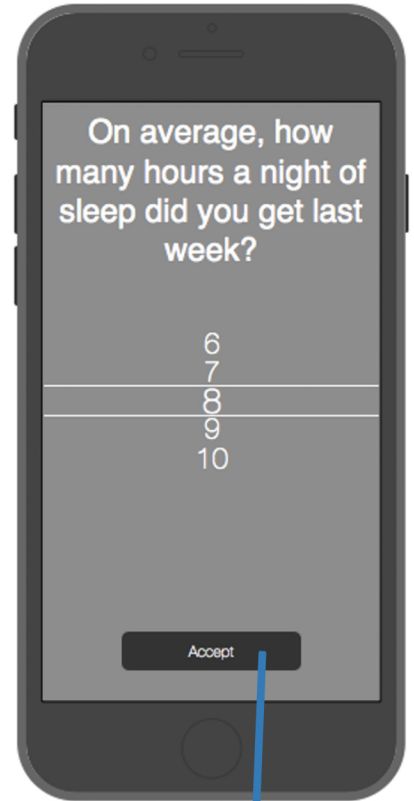 On average, how
many hours a night of
sleep did you get last
week?
6
7
8
9
10
Accept